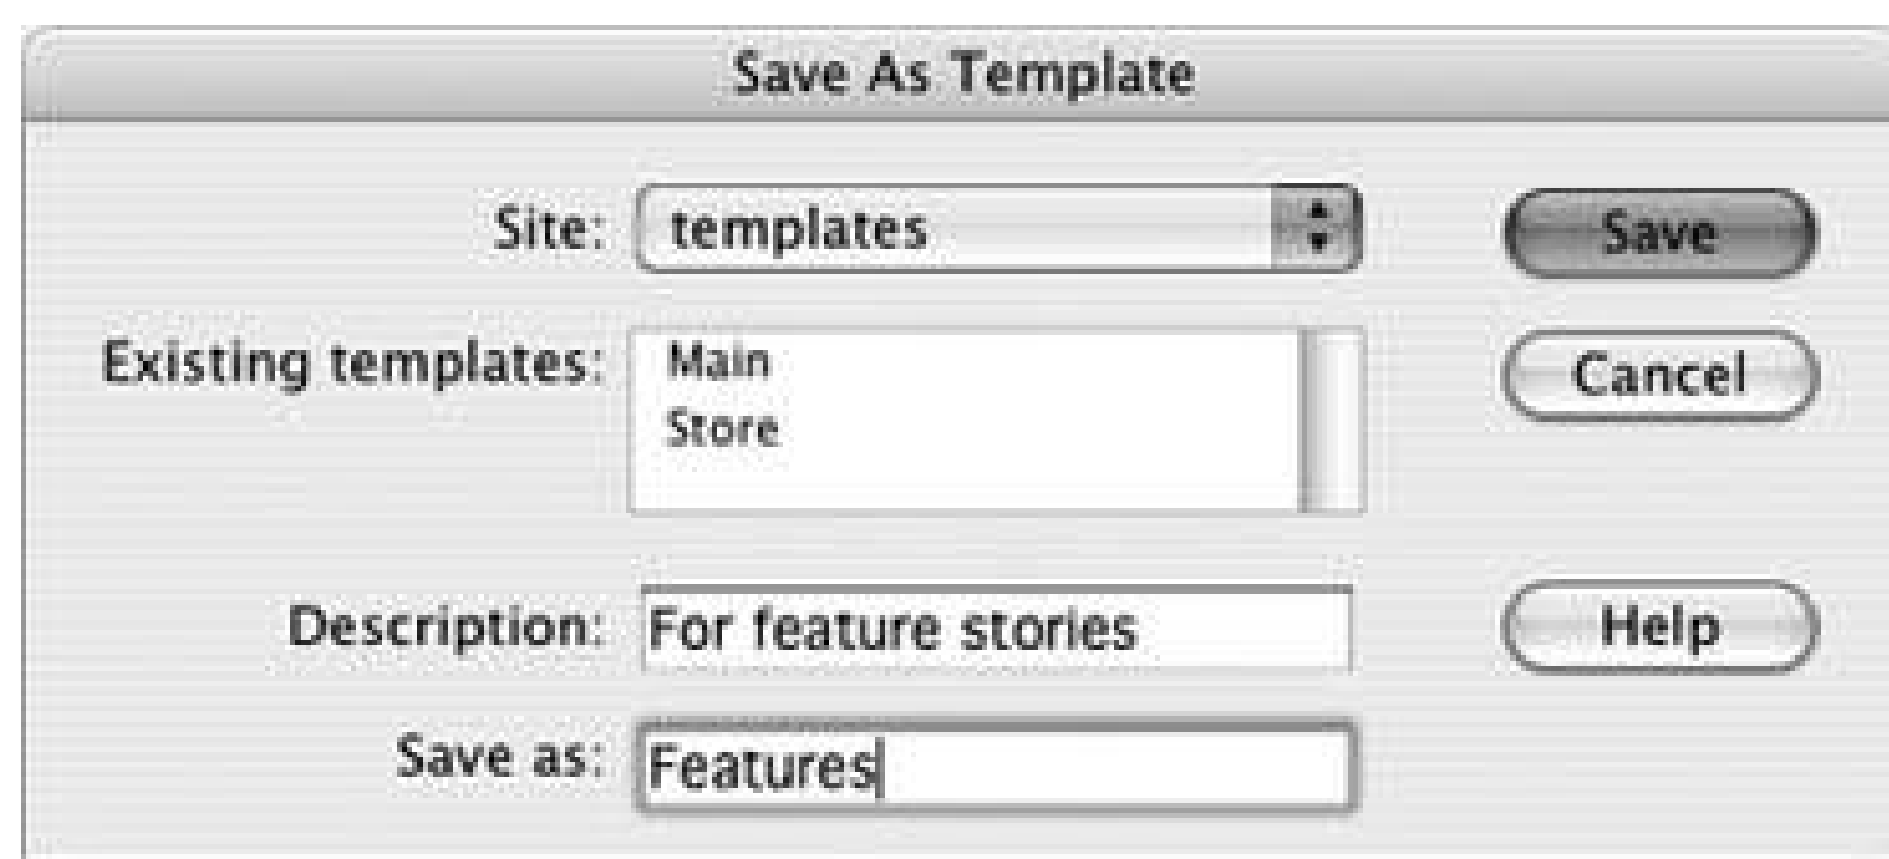 Save As Template
Site: templates Save
Existing templates: Main Cancel
Store
Description: For feature stories Help
Save as: Features